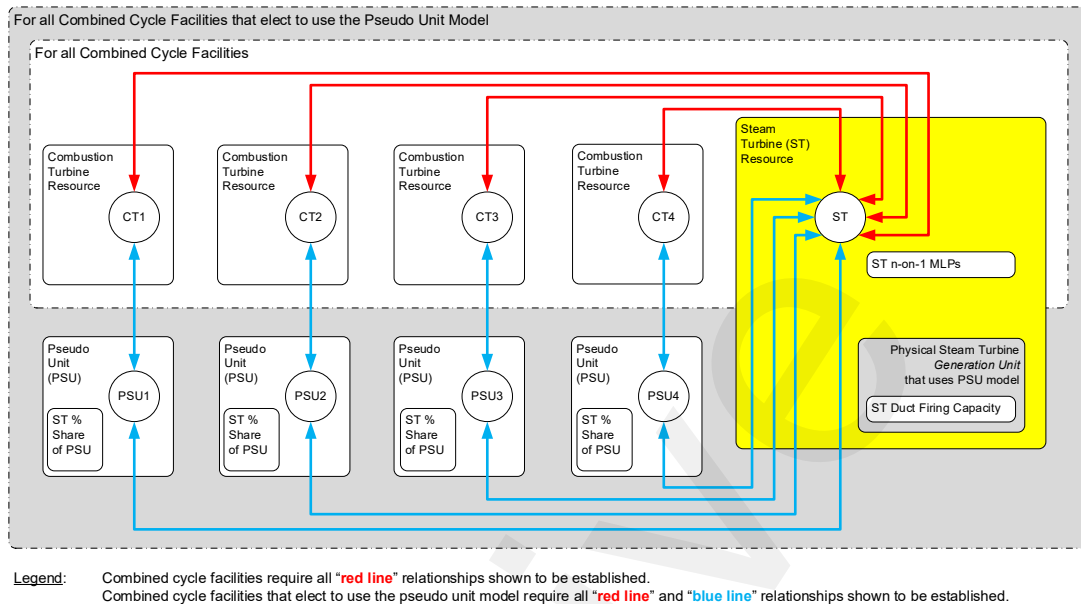 For all Combined Cycle Facilities that elect to use the Pseudo Unit Model
For all Combined Cycle Facilities
Combustion
Turbine
Resource
CT1
Combustion
Turbine
Resource
CT2
Combustion
Turbine
Resource
CT3
Combustion
Turbine
Resource
CT4
Steam
Turbine (ST)
Resource
ST
ST n-on-1 MLPs
Pseudo
Unit
(PSU)
PSU1
ST %
Share
of PSU
Pseudo
Unit
(PSU)
PSU2
ST %
Share
of PSU
Pseudo
Unit
(PSU)
PSU3
ST %
Share
of PSU
Pseudo
Unit
(PSU)
PSU4
ST %
Share
of PSU
Physical Steam Turbine
Generation Unit
that uses PSU model
ST Duct Firing Capacity
Legend: Combined cycle facilities require all “red line” relationships shown to be established.
Combined cycle facilities that elect to use the pseudo unit model require all “red line” and “blue line” relationships shown to be established.